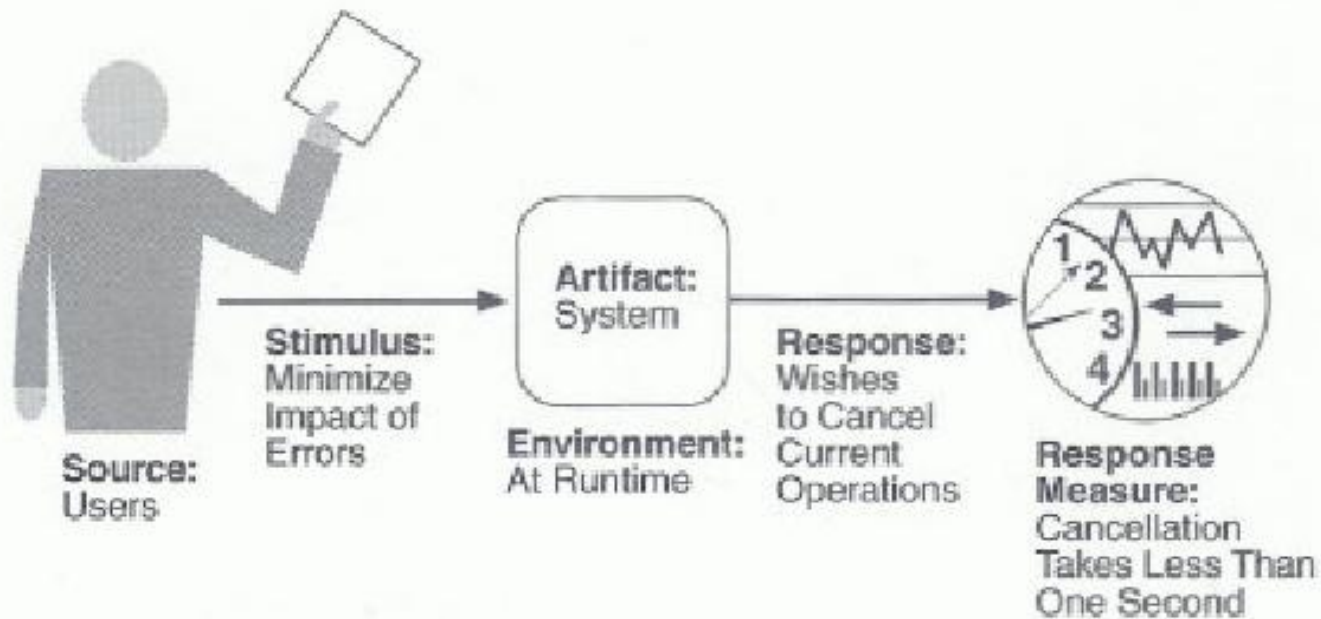 Source:
Users
Stimulus:
Minimize
Impact of
Errors
Artifact:
System
Environment:
At Runtime
Response:
Wishes
to Cancel
Current
Operations
1
2
3
4
Response
Measure:
Cancellation
Takes Less Than
One Second